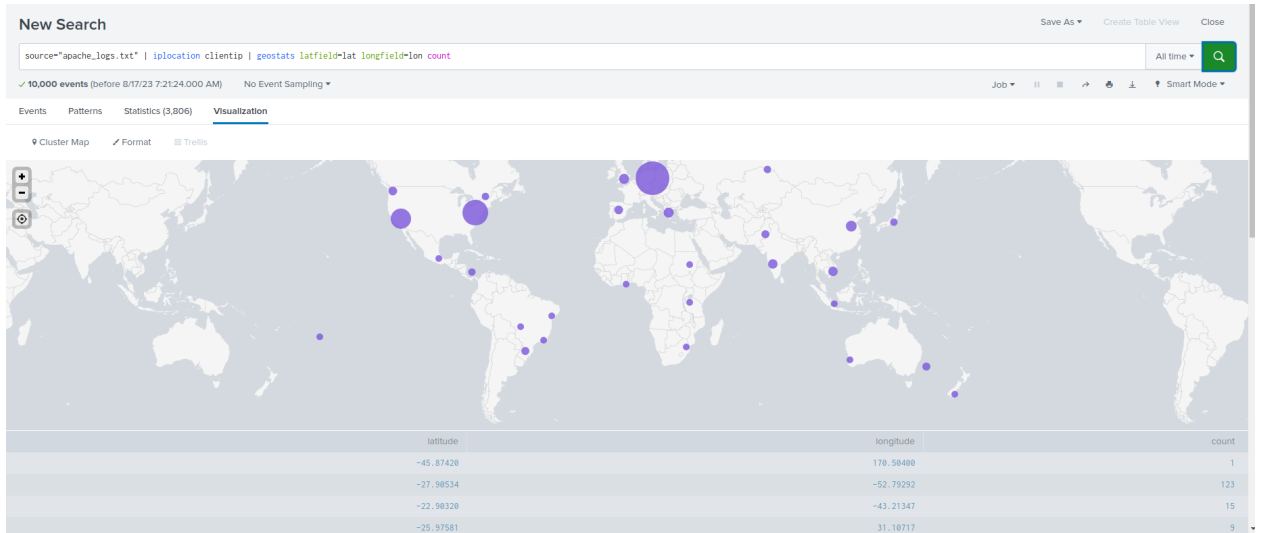 New Search
Save As ▾ Create Table View Close
source="apache_logs.txt" | iplocation clientip | geostats latfield=lat longfield=lon count
All time ▾
✓ 10,000 events (before 8/17/23 7:21:24.000 AM) No Event Sampling ▾ Job ▾ Smart Mode ▾
Events Patterns Statistics (3,806) Visualization
Cluster Map Format Trellis
+
−
latitude longitude count
-45.87420 170.50400 1
-27.90534 -52.79292 123
-22.90320 -43.21347 15
-25.97581 31.10717 9